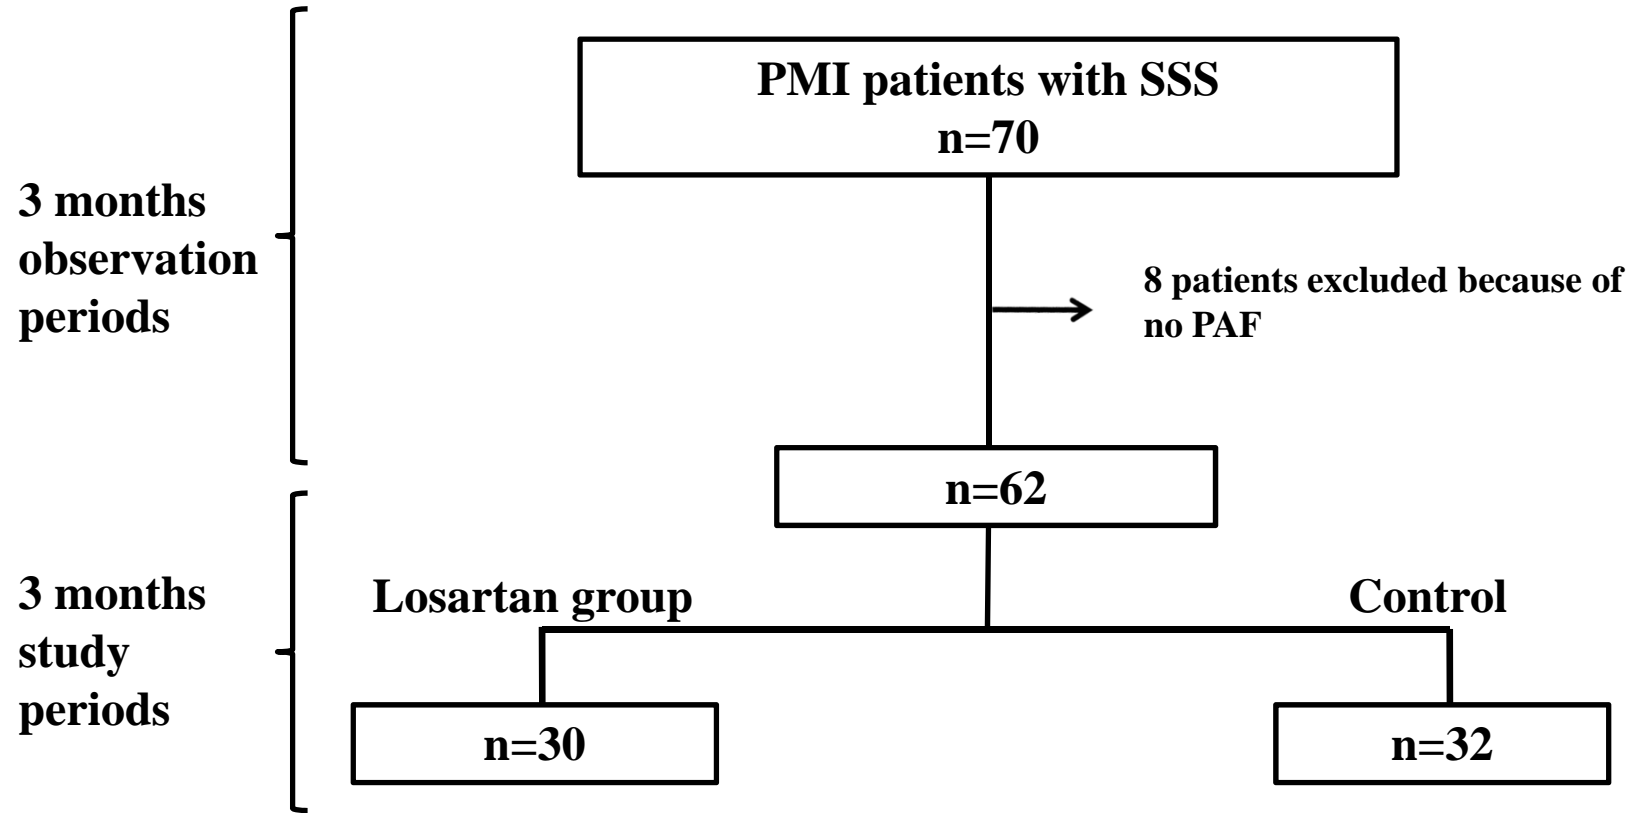 PMI patients with SSS
n=70
3 months
observation
periods
8 patients excluded because of
no PAF
n=62
3 months
study
periods
Losartan group
Control
n=30
n=32